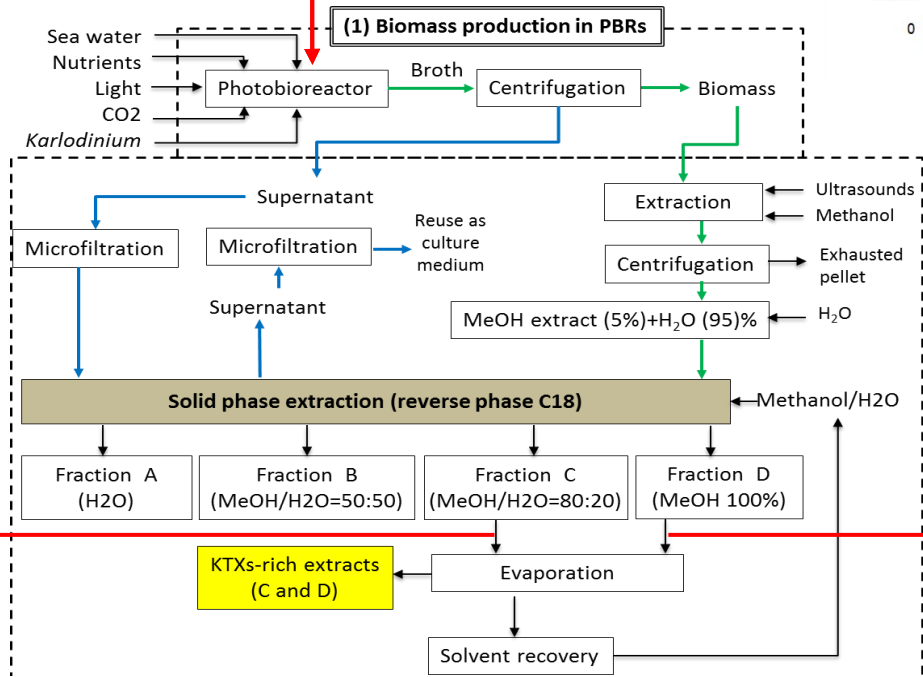 (1) Biomass production in PBRs
0
Sea water
Nutrients
Light
CO2
Karlodinium
Photobioreactor
Broth
Centrifugation
Biomass
Supernatant
Microfiltration
Microfiltration
Reuse as
culture
medium
Supernatant
Extraction
Ultrasounds
Methanol
Centrifugation
Exhausted
pellet
MeOH extract (5%)+H2O (95)%
H2O
Solid phase extraction (reverse phase C18)
Methanol/H2O
Fraction A
(H2O)
Fraction B
(MeOH/H2O=50:50)
Fraction C
(MeOH/H2O=80:20)
Fraction D
(MeOH 100%)
KTXs-rich extracts
(C and D)
Evaporation
Solvent recovery